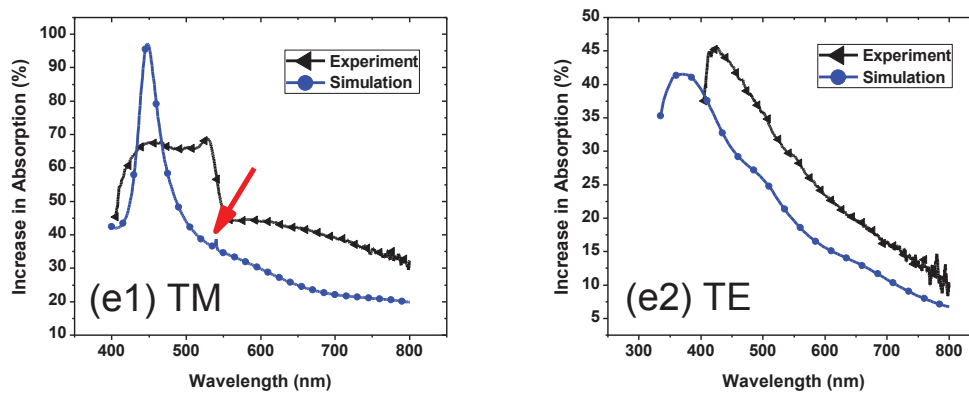 100
90
80
70
60
50
40
30
20
10
Increase in Absorption (%)
Experiment
Simulation
(e1) TM
400 500 600 700 800
Wavelength (nm)
50
45
40
35
30
25
20
15
10
5
Increase in Absorption (%)
Experiment
Simulation
(e2) TE
300 400 500 600 700 800
Wavelength (nm)